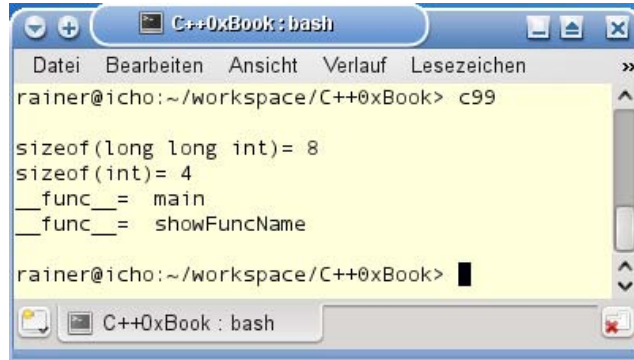 C++0xBook : bash
Datei Bearbeiten Ansicht Verlauf Lesezeichen »
rainer@icho:~/workspace/C++0xBook> c99
sizeof(long long int)= 8
sizeof(int)= 4
__func__=  main
__func__=  showFuncName
rainer@icho:~/workspace/C++0xBook>
C++0xBook : bash